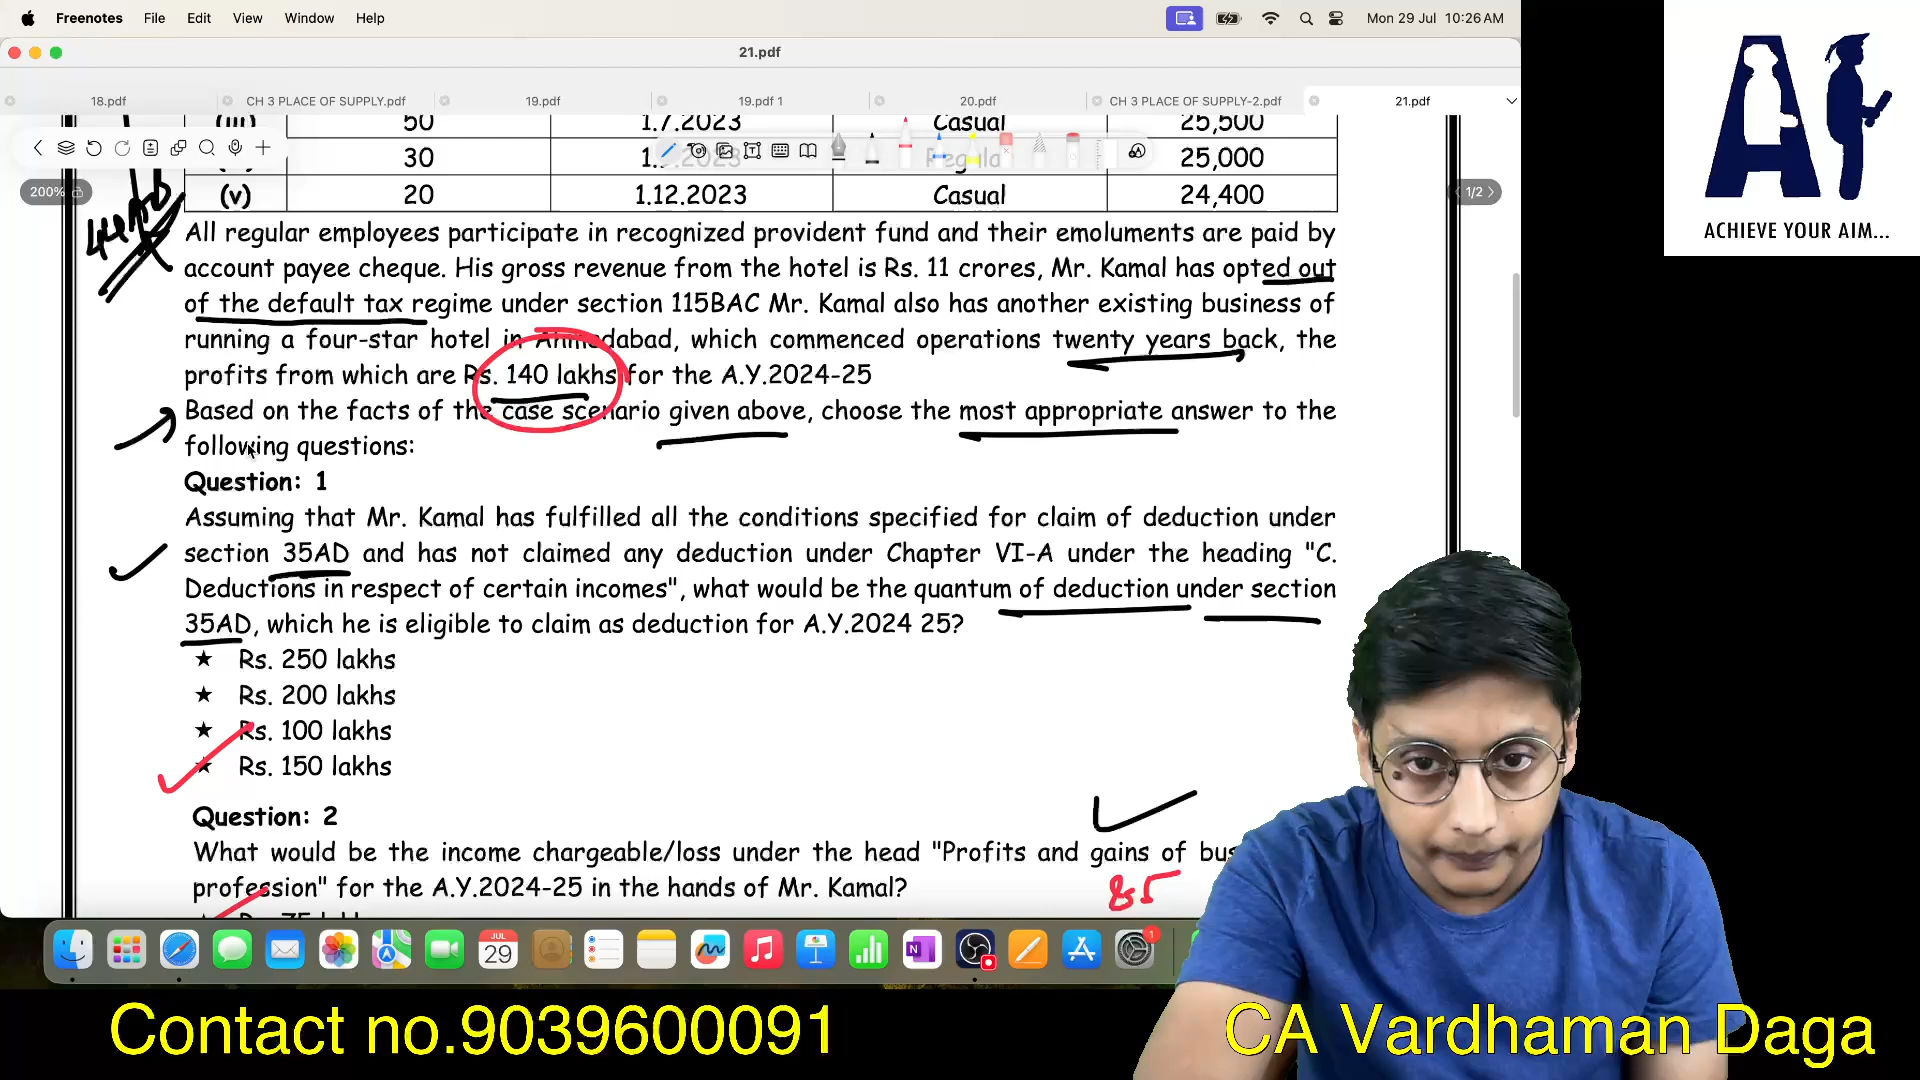 Freenotes File Edit View Window Help Mon 29 Jul 10:26 AM
21.pdf
18.pdf CH 3 PLACE OF SUPPLY.pdf 19.pdf 19.pdf 1 20.pdf CH 3 PLACE OF SUPPLY-2.pdf 21.pdf
(iii) 50 1.7.2023 Casual 25,500
30 Regula 25,000
200% 1/2
(v) 20 1.12.2023 Casual 24,400
All regular employees participate in recognized provident fund and their emoluments are paid by
account payee cheque. His gross revenue from the hotel is Rs. 11 crores, Mr. Kamal has opted out
of the default tax regime under section 115BAC Mr. Kamal also has another existing business of
running a four-star hotel in Ahmedabad, which commenced operations twenty years back, the
profits from which are Rs. 140 lakhs for the A.Y.2024-25
Based on the facts of the case scenario given above, choose the most appropriate answer to the
following questions:
Question: 1
Assuming that Mr. Kamal has fulfilled all the conditions specified for claim of deduction under
section 35AD and has not claimed any deduction under Chapter VI-A under the heading "C.
Deductions in respect of certain incomes", what would be the quantum of deduction under section
35AD, which he is eligible to claim as deduction for A.Y.2024 25?
★ Rs. 250 lakhs
★ Rs. 200 lakhs
★ Rs. 100 lakhs
★ Rs. 150 lakhs
Question: 2
What would be the income chargeable/loss under the head "Profits and gains of bus
profession" for the A.Y.2024-25 in the hands of Mr. Kamal?
JUL
29
1
Contact no.9039600091
CA Vardhaman Daga
ACHIEVE YOUR AIM...